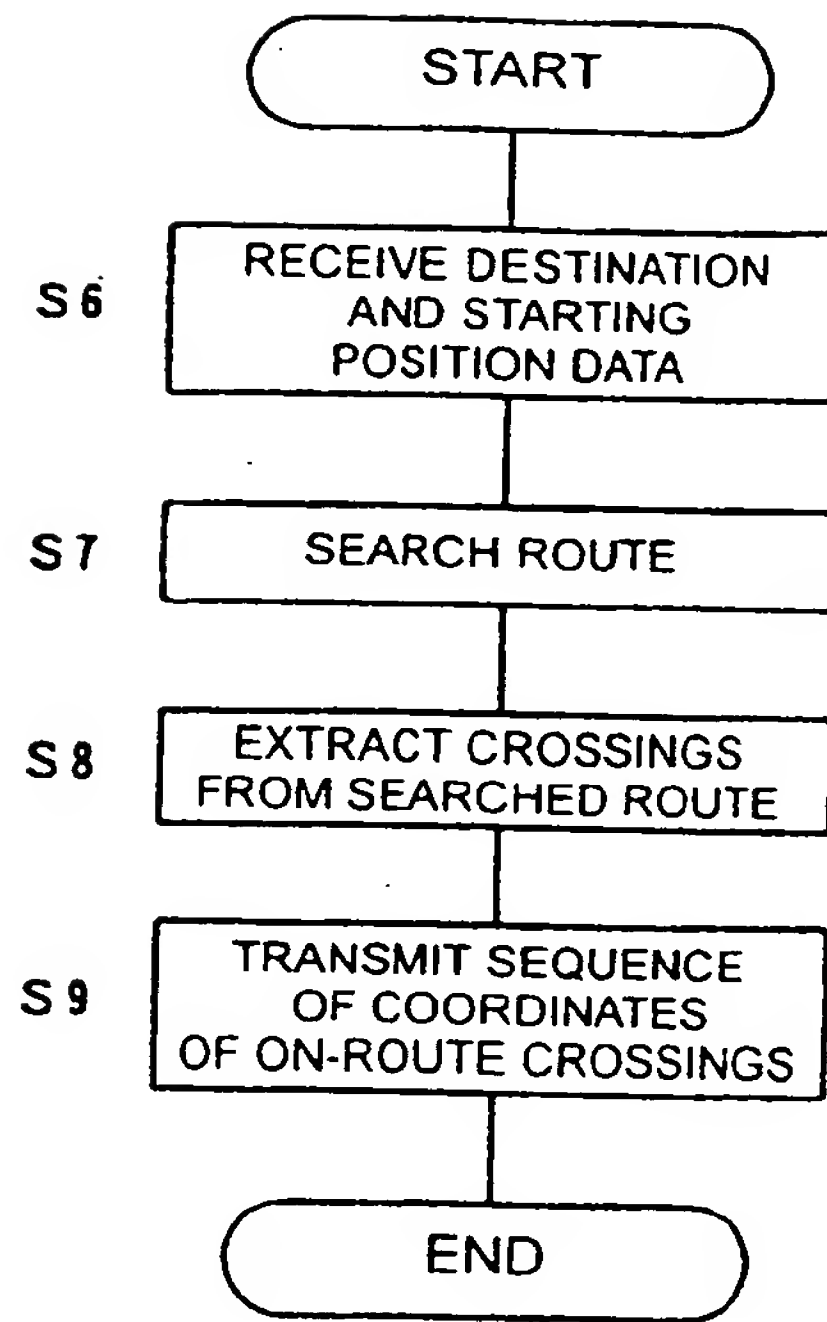 START
S6
RECEIVE DESTINATION
AND STARTING
POSITION DATA
S7
SEARCH ROUTE
S8
EXTRACT CROSSINGS
FROM SEARCHED ROUTE
S9
TRANSMIT SEQUENCE
OF COORDINATES
OF ON-ROUTE CROSSINGS
END